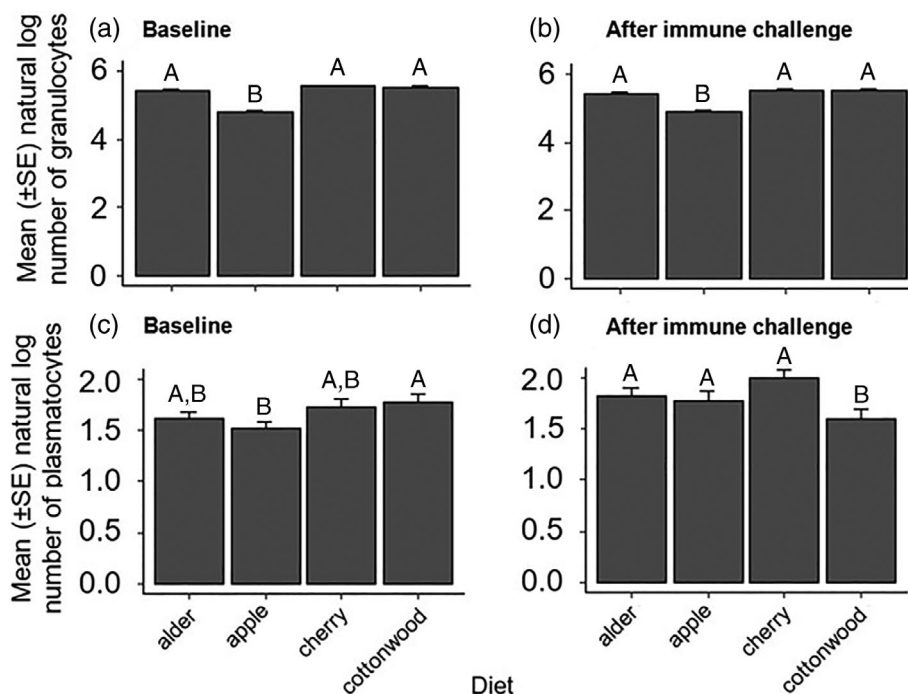 (a) Baseline
Mean (±SE) natural log
number of granulocytes
6
4
2
0
A
B
A
A
(b) After immune challenge
6
4
2
0
A
B
A
A
(c) Baseline
Mean (±SE) natural log
number of plasmatocytes
2.0
1.5
1.0
0.5
0.0
A,B
B
A,B
A
alder
apple
cherry
cottonwood
(d) After immune challenge
2.0
1.5
1.0
0.5
0.0
A
A
A
B
alder
apple
cherry
cottonwood
Diet